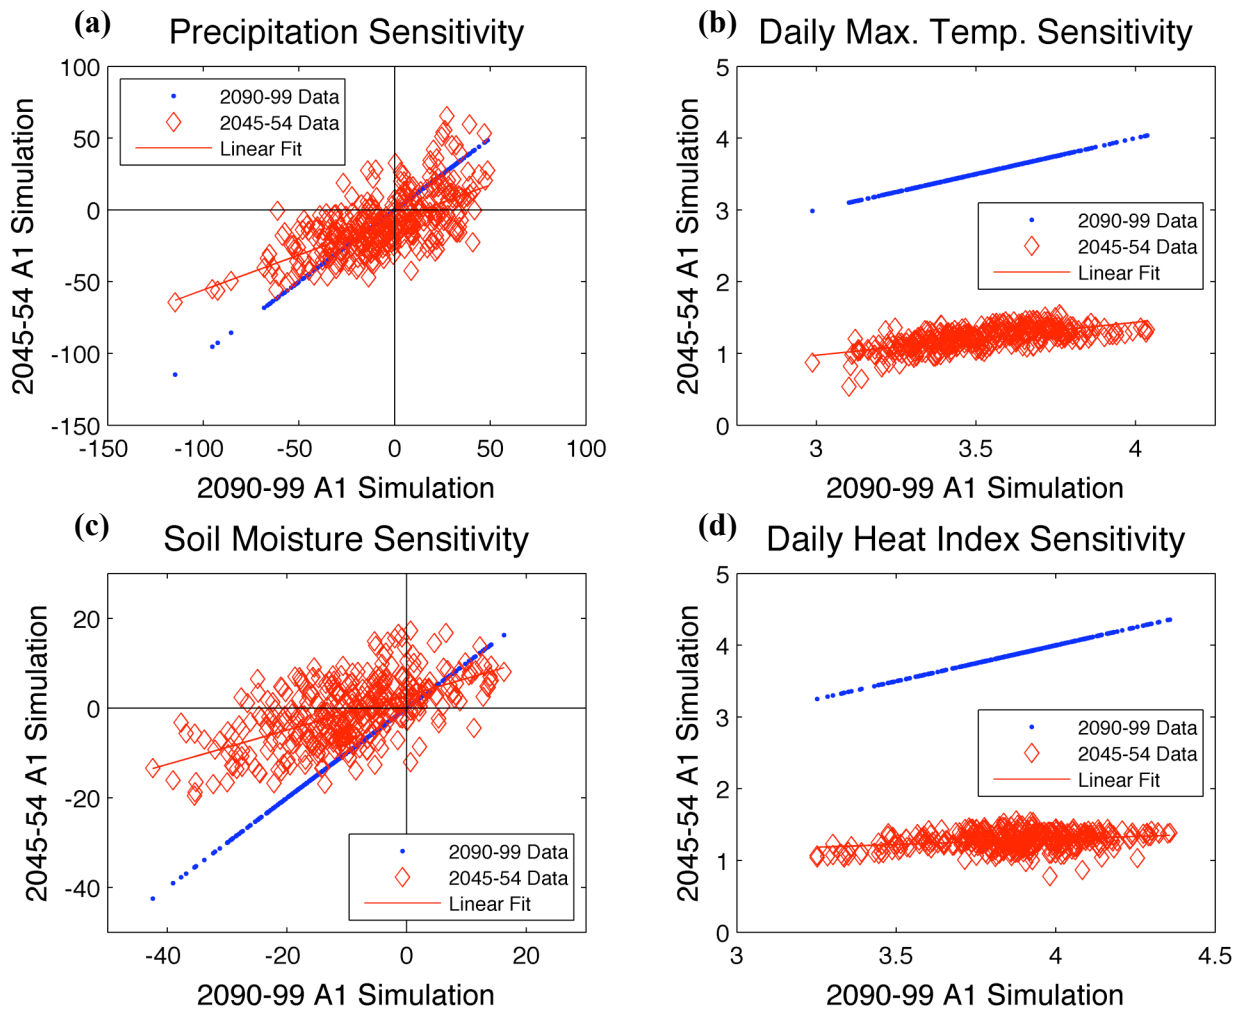 (a)
Precipitation Sensitivity
100
50
0
-50
-100
-150
-150
-100
-50
0
50
100
2045-54 A1 Simulation
2090-99 A1 Simulation
2090-99 Data
2045-54 Data
Linear Fit
(b)
Daily Max. Temp. Sensitivity
5
4
3
2
1
0
3
3.5
4
2045-54 A1 Simulation
2090-99 A1 Simulation
2090-99 Data
2045-54 Data
Linear Fit
(c)
Soil Moisture Sensitivity
20
0
-20
-40
-40
-20
0
20
2045-54 A1 Simulation
2090-99 A1 Simulation
2090-99 Data
2045-54 Data
Linear Fit
(d)
Daily Heat Index Sensitivity
5
4
3
2
1
0
3
3.5
4
4.5
2045-54 A1 Simulation
2090-99 A1 Simulation
2090-99 Data
2045-54 Data
Linear Fit